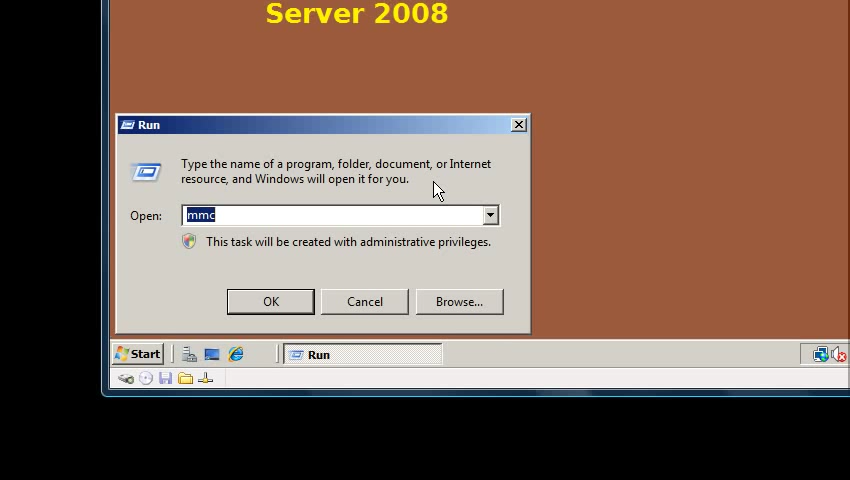 Server 2008
Run
Type the name of a program, folder, document, or Internet
resource, and Windows will open it for you.
Open:
mmc
This task will be created with administrative privileges.
OK
Cancel
Browse...
Start
Run